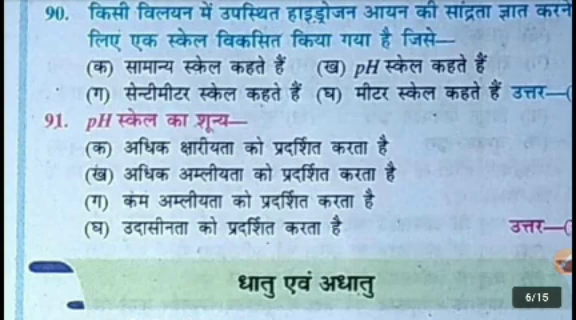 90. किसी विलयन में उपस्थित हाइड्रोजन आयन की सांद्रता ज्ञात करने
लिए एक स्केल विकसित किया गया है जिसे—
(क) सामान्य स्केल कहते हैं (ख) pH स्केल कहते हैं
(ग) सेन्टीमीटर स्केल कहते हैं (घ) मीटर स्केल कहते हैं उत्तर—(
91. pH स्केल का शून्य—
(क) अधिक क्षारीयता को प्रदर्शित करता है
(ख) अधिक अम्लीयता को प्रदर्शित करता है
(ग) कम अम्लीयता को प्रदर्शित करता है
(घ) उदासीनता को प्रदर्शित करता है उत्तर—(
धातु एवं अधातु
6/15